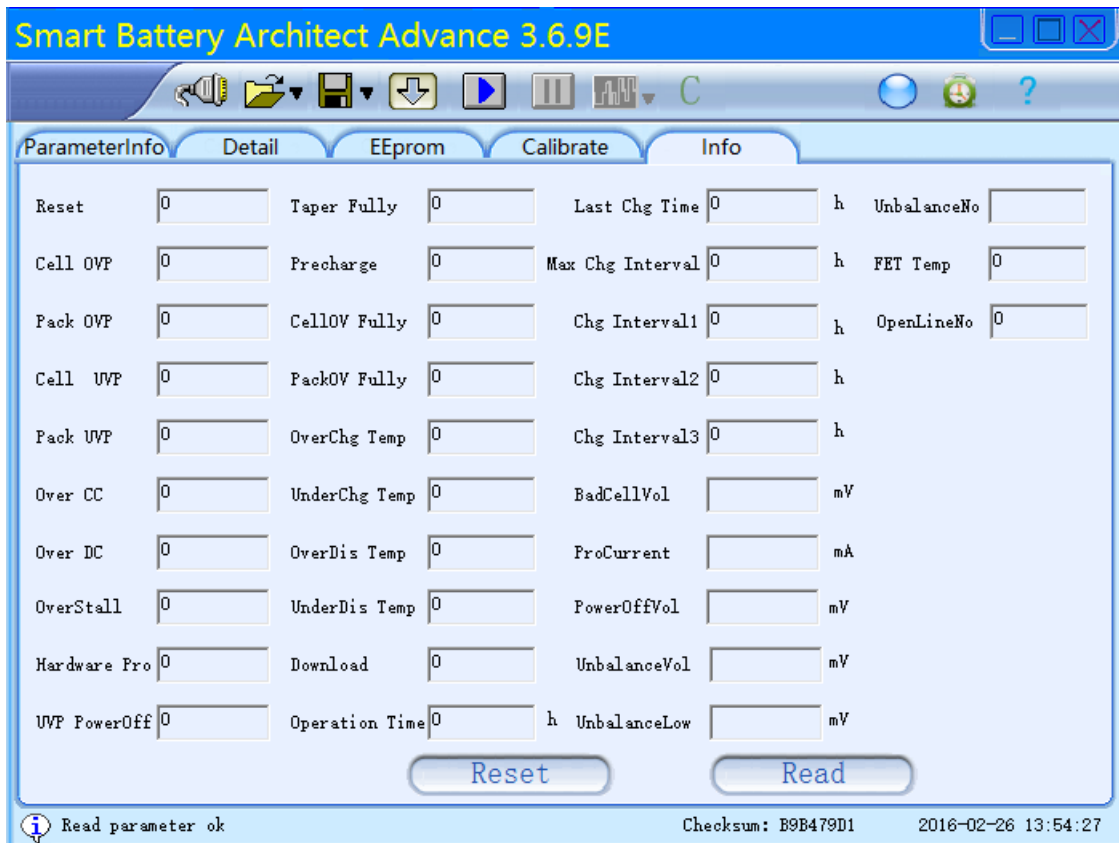 Smart Battery Architect Advance 3.6.9E
C ?
ParameterInfo Detail EEprom Calibrate Info
Reset 0 Taper Fully 0 Last Chg Time 0 h UnbalanceNo
Cell OVP 0 Precharge 0 Max Chg Interval 0 h FET Temp 0
Pack OVP 0 CellOV Fully 0 Chg Interval1 0 h OpenLineNo 0
Cell UVP 0 PackOV Fully 0 Chg Interval2 0 h
Pack UVP 0 OverChg Temp 0 Chg Interval3 0 h
Over CC 0 UnderChg Temp 0 BadCellVol mV
Over DC 0 OverDis Temp 0 ProCurrent mA
OverStall 0 UnderDis Temp 0 PowerOffVol mV
Hardware Pro 0 Download 0 UnbalanceVol mV
UVP PowerOff 0 Operation Time 0 h UnbalanceLow mV
Reset Read
Read parameter ok Checksum: B9B479D1 2016-02-26 13:54:27